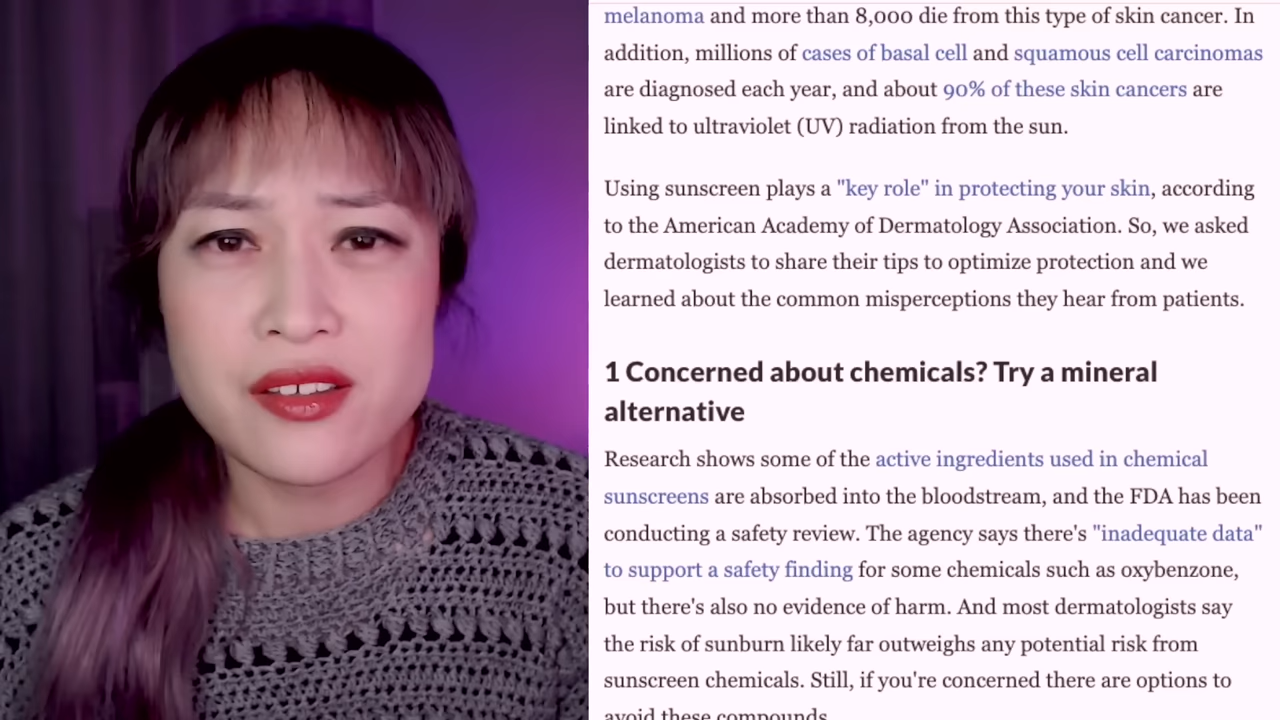 melanoma and more than 8,000 die from this type of skin cancer. In
addition, millions of cases of basal cell and squamous cell carcinomas
are diagnosed each year, and about 90% of these skin cancers are
linked to ultraviolet (UV) radiation from the sun.
Using sunscreen plays a "key role" in protecting your skin, according
to the American Academy of Dermatology Association. So, we asked
dermatologists to share their tips to optimize protection and we
learned about the common misperceptions they hear from patients.
1 Concerned about chemicals? Try a mineral
alternative
Research shows some of the active ingredients used in chemical
sunscreens are absorbed into the bloodstream, and the FDA has been
conducting a safety review. The agency says there's "inadequate data"
to support a safety finding for some chemicals such as oxybenzone,
but there's also no evidence of harm. And most dermatologists say
the risk of sunburn likely far outweighs any potential risk from
sunscreen chemicals. Still, if you're concerned there are options to
avoid these compounds